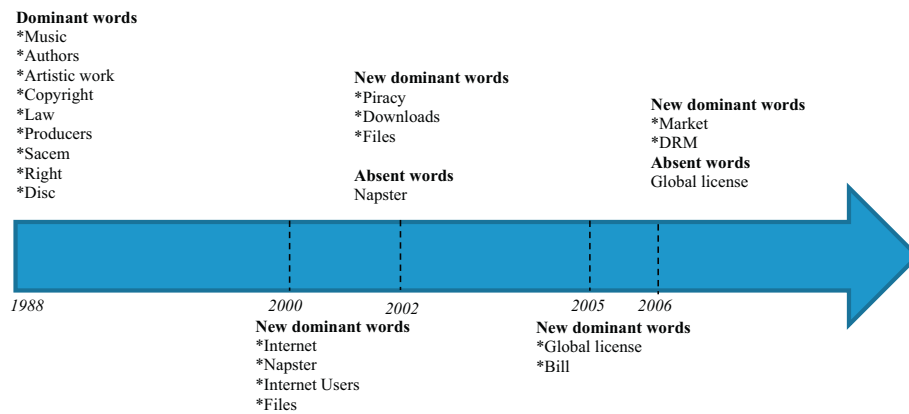 Dominant words
*Music
*Authors
*Artistic work
*Copyright
*Law
*Producers
*Sacem
*Right
*Disc
New dominant words
*Piracy
*Downloads
*Files
Absent words
Napster
New dominant words
*Market
*DRM
Absent words
Global license
1988
2000
2002
2005
2006
New dominant words
*Internet
*Napster
*Internet Users
*Files
New dominant words
*Global license
*Bill